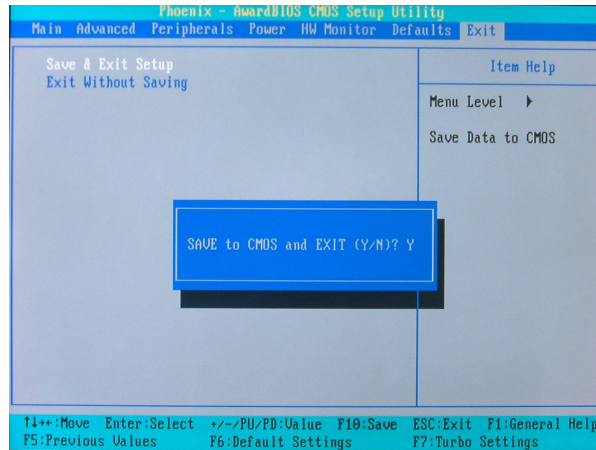 Phoenix - AwardBIOS CMOS Setup Utility
Main Advanced Peripherals Power HW Monitor Defaults Exit
Save & Exit Setup
Exit Without Saving
Item Help
Menu Level ▶
Save Data to CMOS
SAVE to CMOS and EXIT (Y/N)? Y
↑↓→←:Move Enter:Select +/-/PU/PD:Value F10:Save ESC:Exit F1:General Help
F5:Previous Values F6:Default Settings F7:Turbo Settings